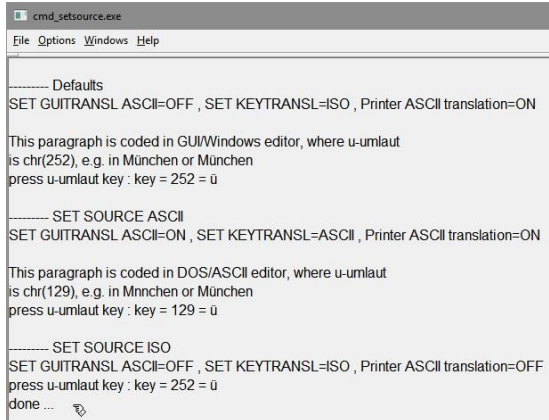 cmd_setsource.exe
File Options Windows Help
--------- Defaults
SET GUITRANSL ASCII=OFF , SET KEYTRANSL=ISO , Printer ASCII translation=ON
This paragraph is coded in GUI/Windows editor, where u-umlaut
is chr(252), e.g. in München or München
press u-umlaut key : key = 252 = ü
--------- SET SOURCE ASCII
SET GUITRANSL ASCII=ON , SET KEYTRANSL=ASCII , Printer ASCII translation=ON
This paragraph is coded in DOS/ASCII editor, where u-umlaut
is chr(129), e.g. in Mnnchen or München
press u-umlaut key : key = 129 = ü
--------- SET SOURCE ISO
SET GUITRANSL ASCII=OFF , SET KEYTRANSL=ISO , Printer ASCII translation=OFF
press u-umlaut key : key = 252 = ü
done ...